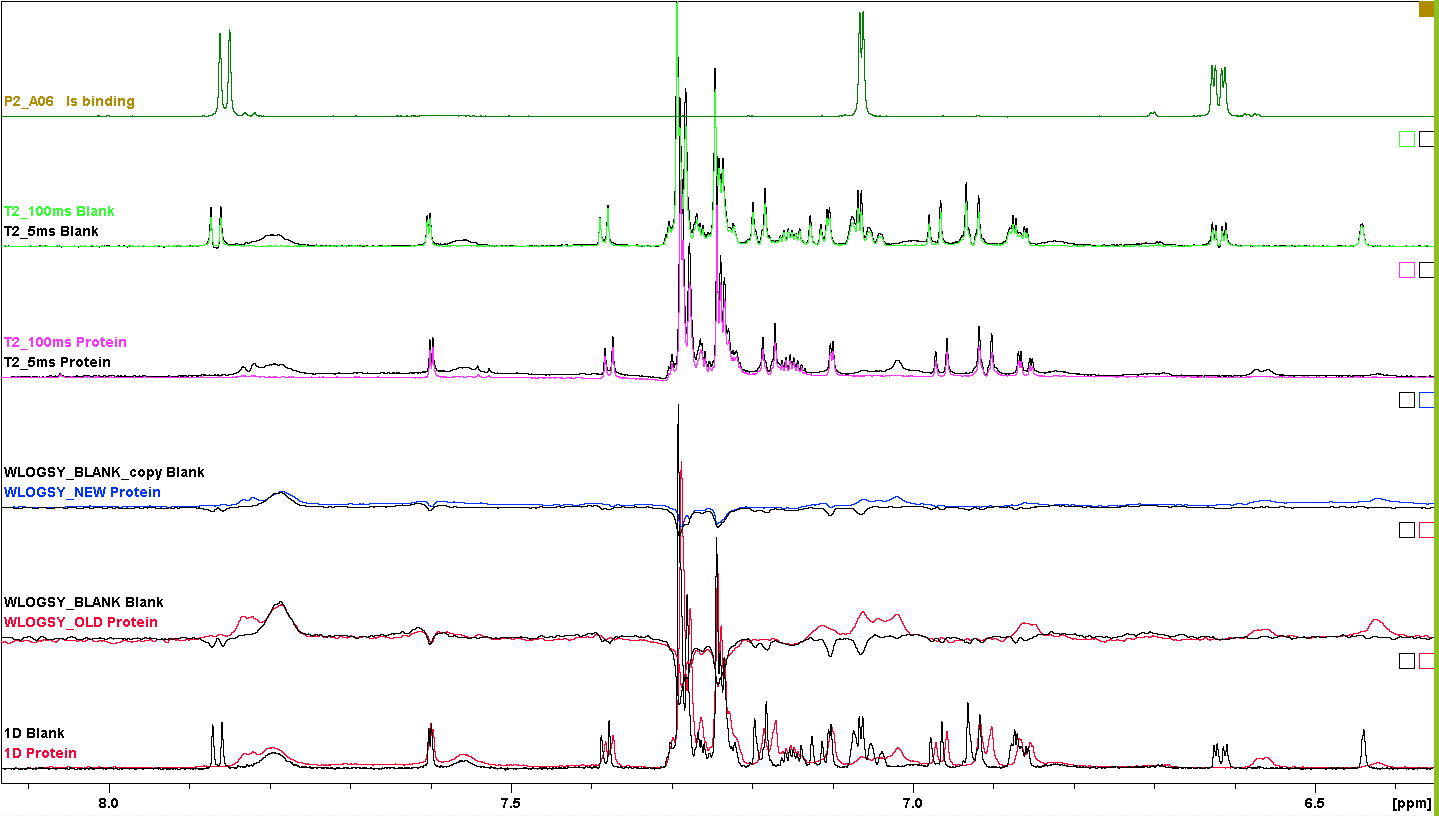 P2_A06 Is binding
T2_100ms Blank
T2_5ms Blank
T2_100ms Protein
T2_5ms Protein
WLOGSY_BLANK_copy Blank
WLOGSY_NEW Protein
WLOGSY_BLANK Blank
WLOGSY_OLD Protein
1D Blank
1D Protein
8.0 7.5 7.0 6.5 [ppm]